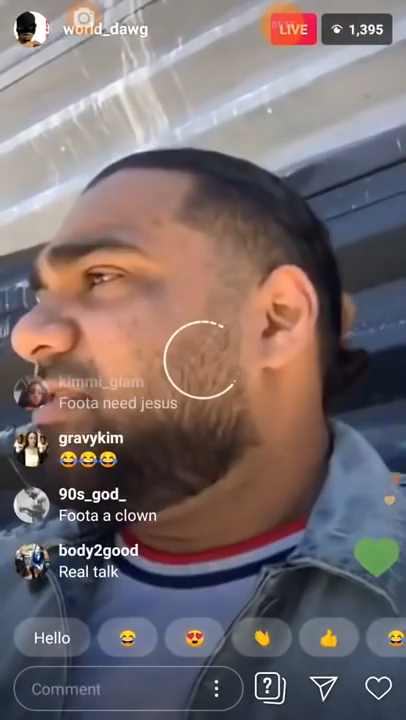 world_dawg
LIVE
1,395
kimmi_glam
Foota need jesus
gravykim
😂😂😂
90s_god_
Foota a clown
body2good
Real talk
Hello
Comment